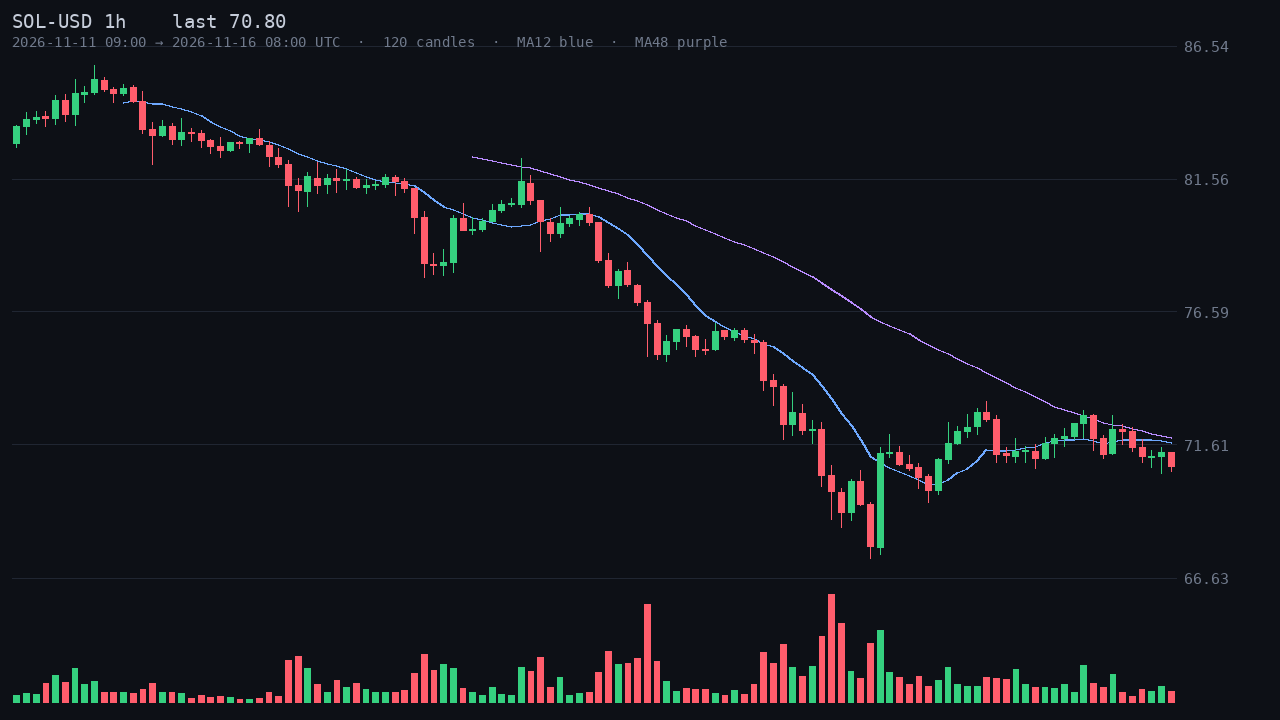 SOL-USD 1h    last 70.80
2026-11-11 09:00 → 2026-11-16 08:00 UTC  ·  120 candles  ·  MA12 blue  ·  MA48 purple
86.54
81.56
76.59
71.61
66.63